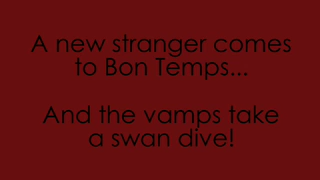 A new stranger comes
to Bon Temps...
And the vamps take
a swan dive!